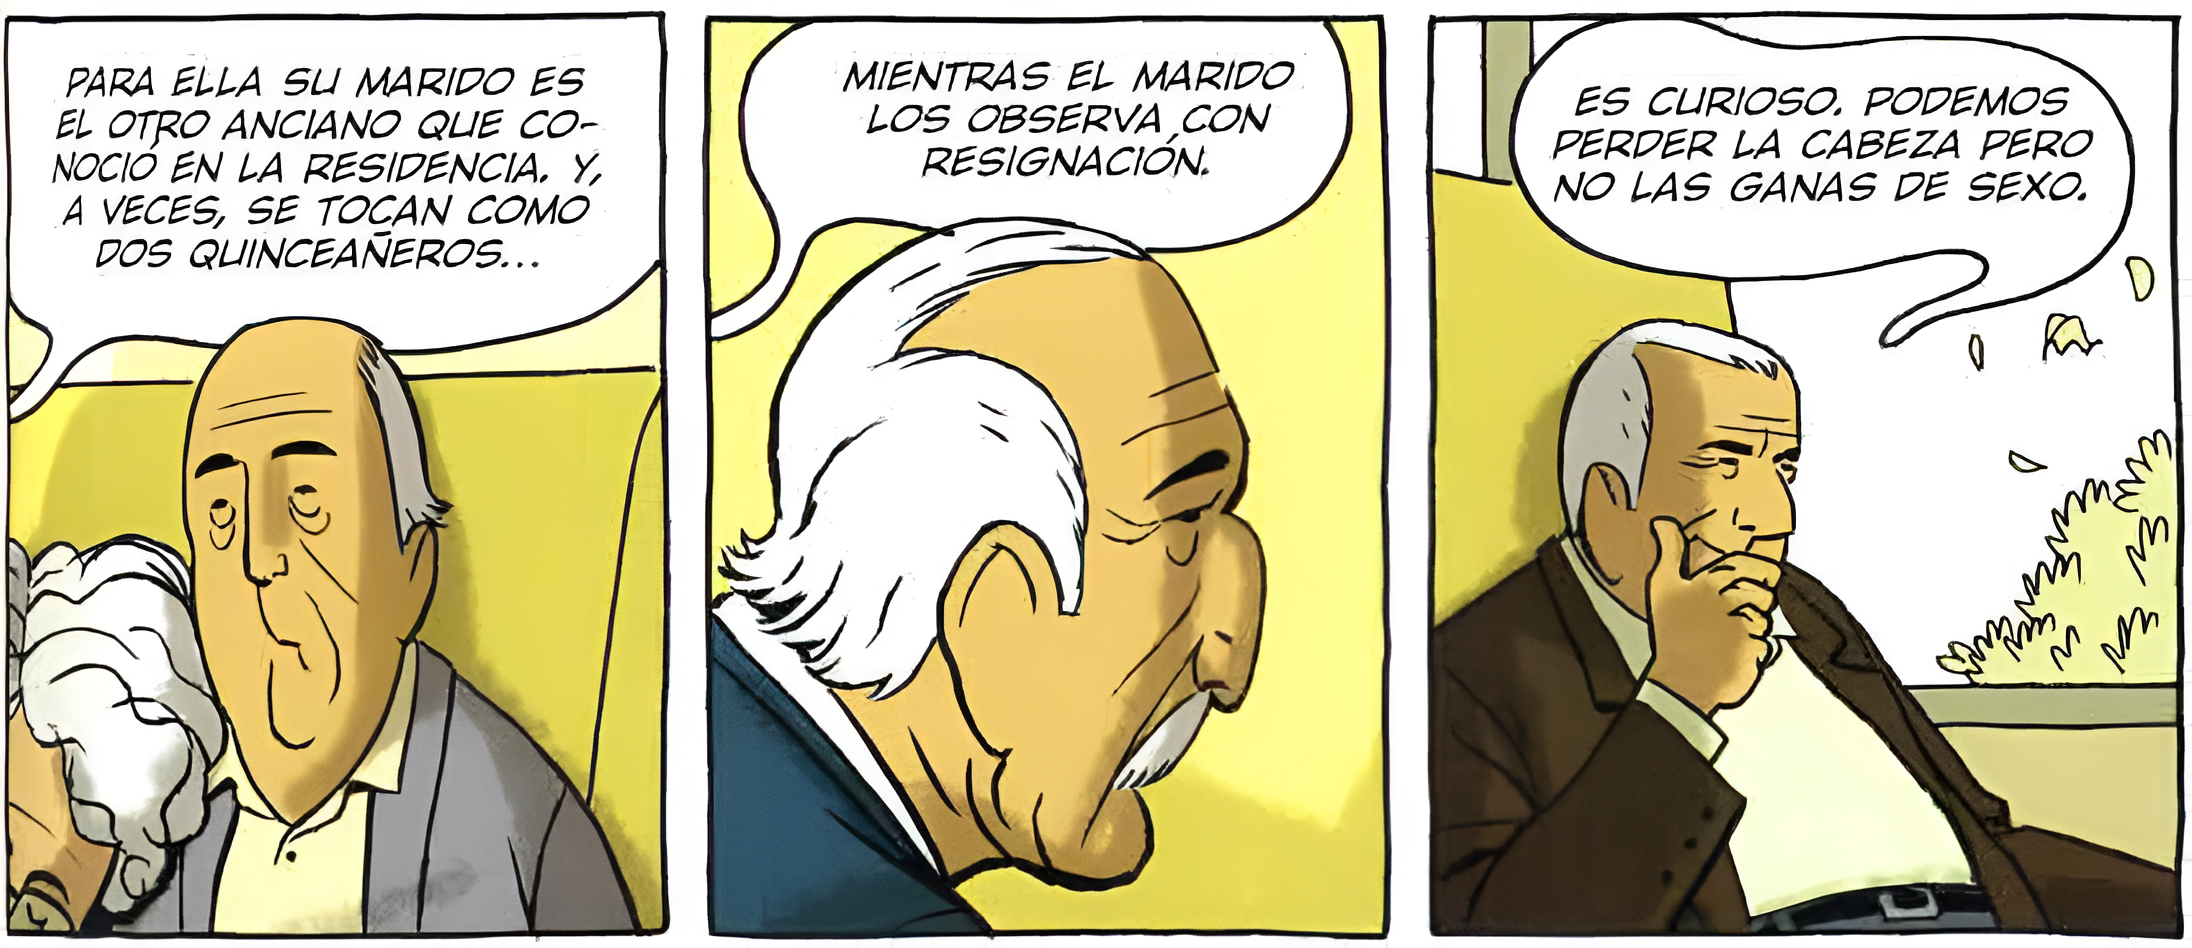 PARA ELLA SU MARIDO ES
EL OTRO ANCIANO QUE CO-
NOCIÓ EN LA RESIDENCIA. Y,
A VECES, SE TOCAN COMO
DOS QUINCEAÑEROS...
MIENTRAS EL MARIDO
LOS OBSERVA CON
RESIGNACIÓN.
ES CURIOSO. PODEMOS
PERDER LA CABEZA PERO
NO LAS GANAS DE SEXO.